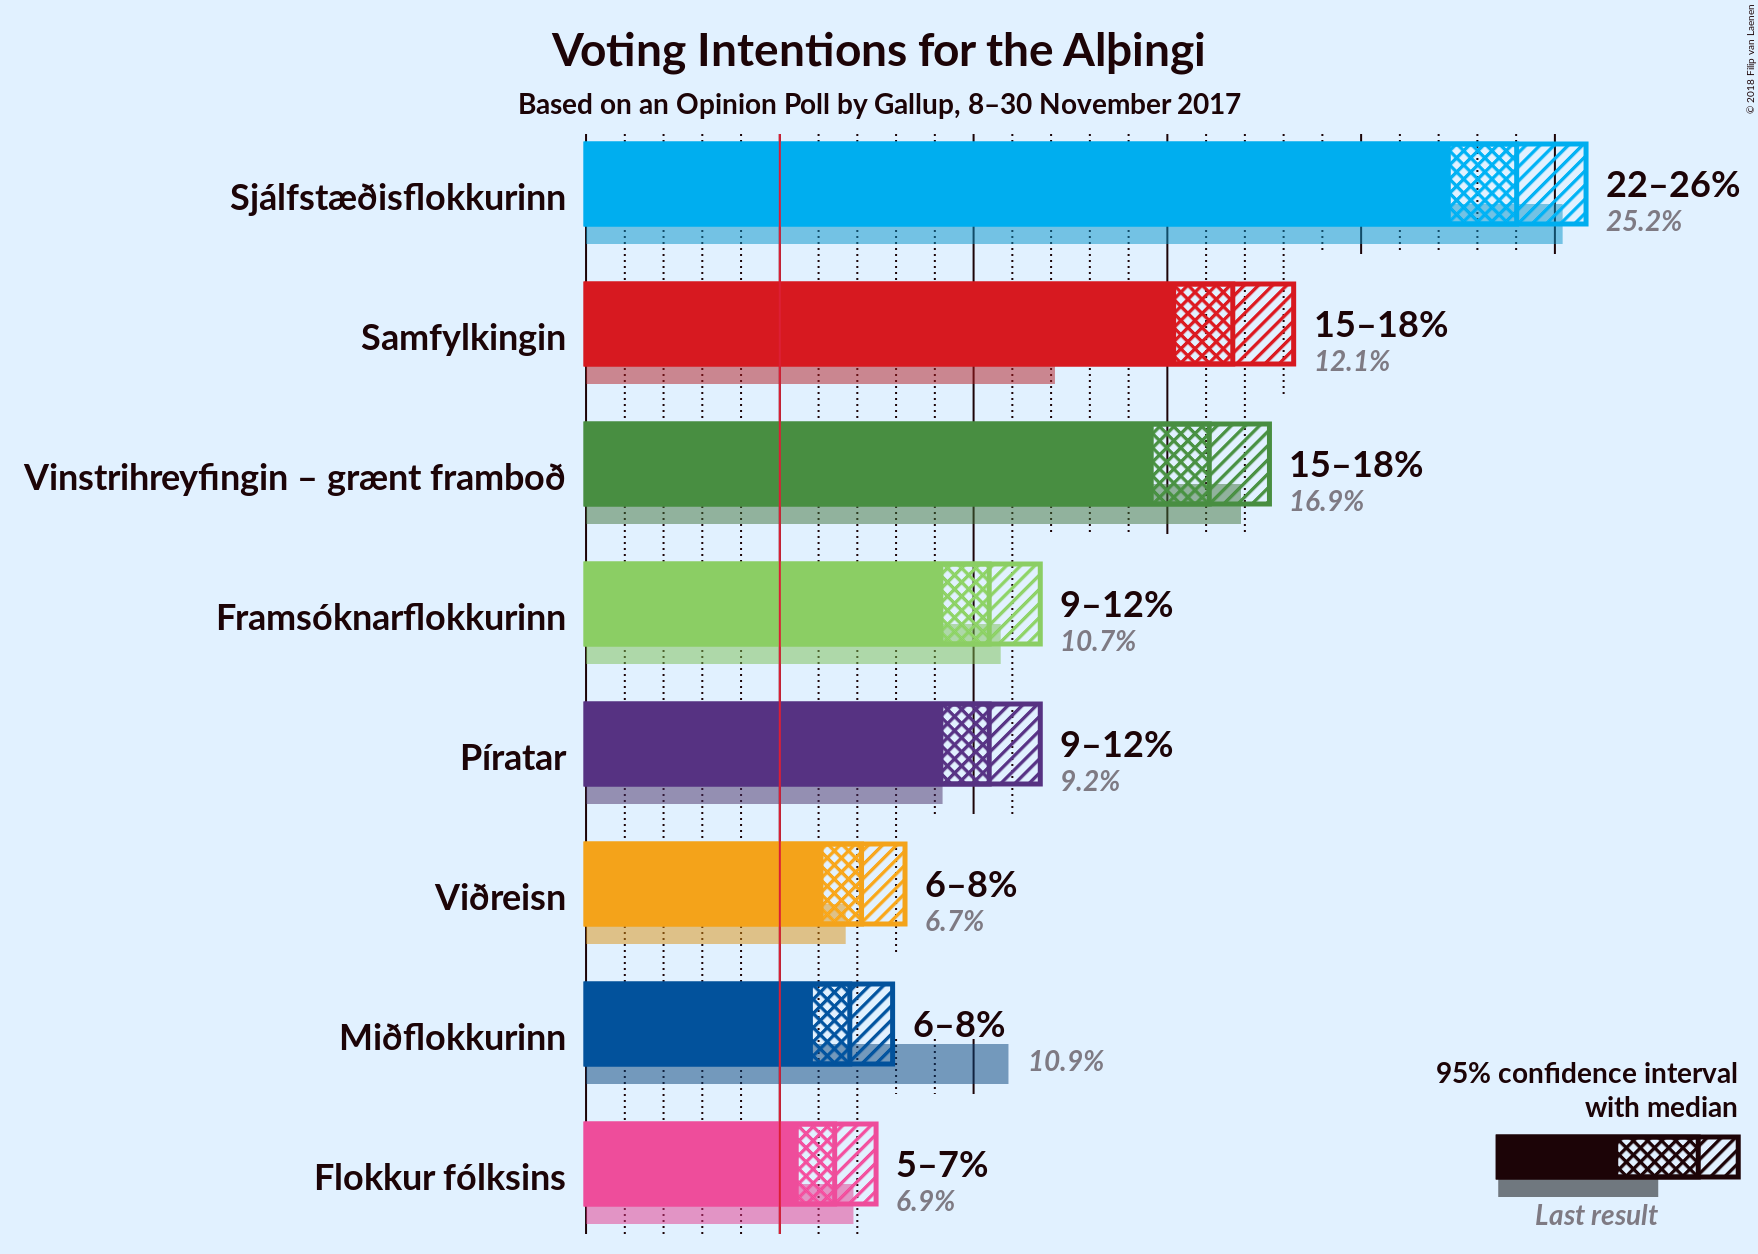 Voting Intentions for the Alþingi
Based on an Opinion Poll by Gallup, 8–30 November 2017
© 2018 Filip van Laenen
Sjálfstæðisflokkurinn
22–26%
25.2%
Samfylkingin
15–18%
12.1%
Vinstrihreyfingin – grænt framboð
15–18%
16.9%
Framsóknarflokkurinn
9–12%
10.7%
Píratar
9–12%
9.2%
Viðreisn
6–8%
6.7%
Miðflokkurinn
6–8%
10.9%
Flokkur fólksins
5–7%
6.9%
95% confidence interval
with median
Last result